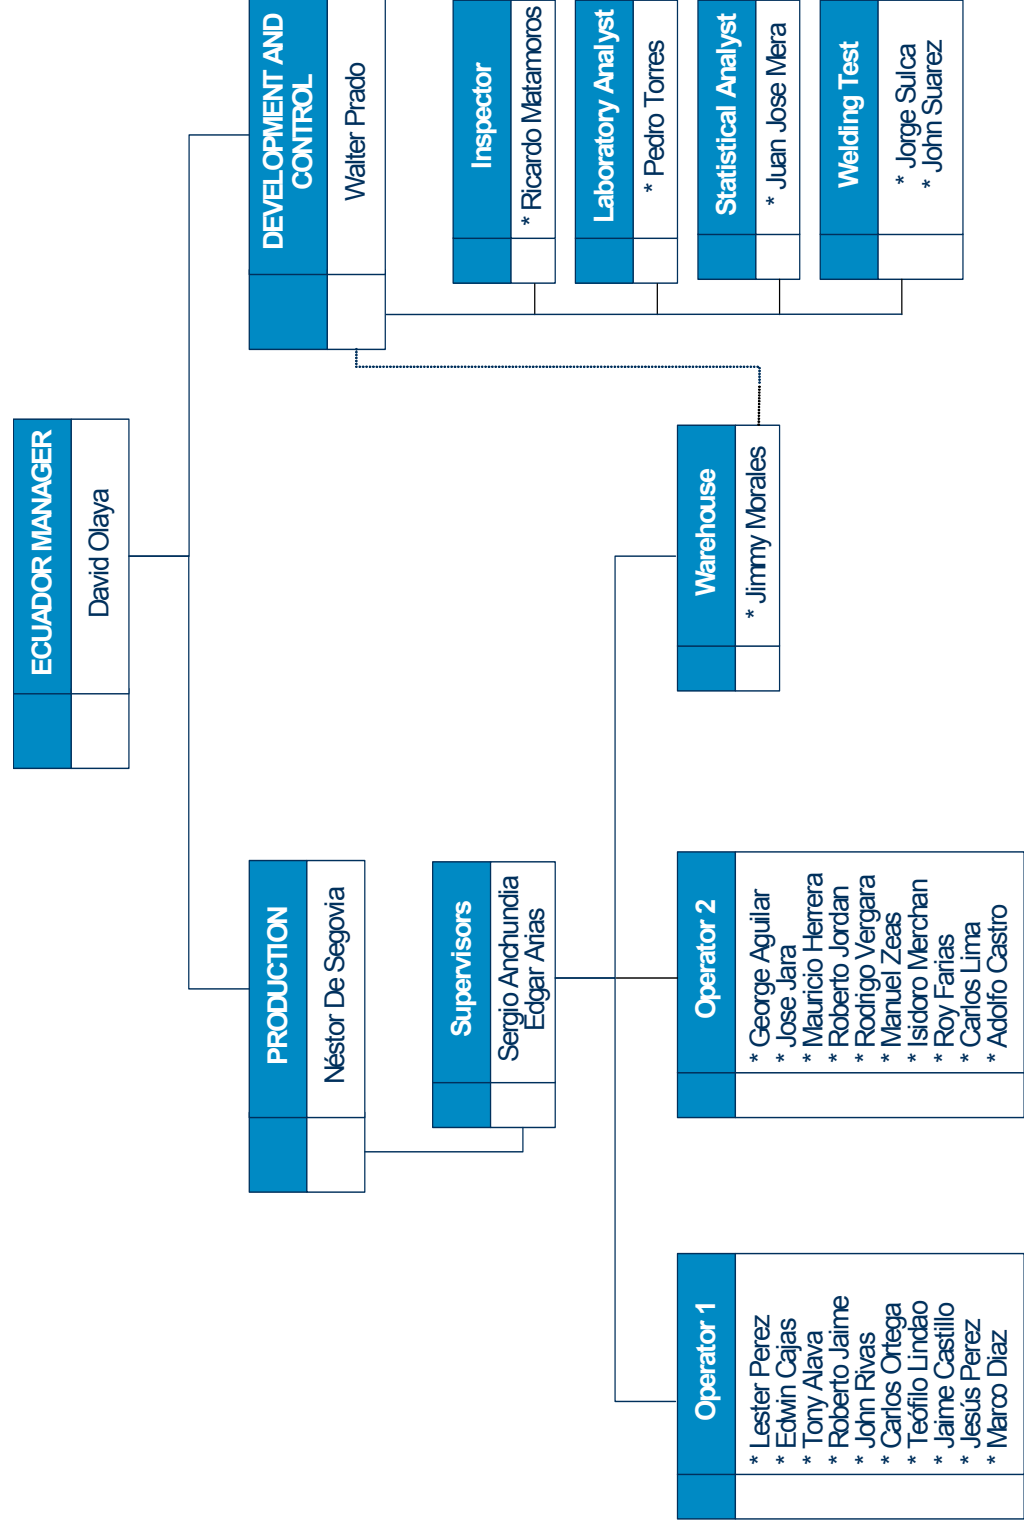 ECUADOR MANAGER
David Olaya
PRODUCTION
Néstor De Segovia
DEVELOPMENT AND
CONTROL
Walter Prado
Supervisors
Sergio Anchundia
Edgar Arias
Inspector
* Ricardo Matamoros
Laboratory Analyst
* Pedro Torres
Statistical Analyst
* Juan Jose Mera
Welding Test
* Jorge Sulca
* John Suarez
Operator 1
* Lester Perez
* Edwin Cajas
* Tony Alava
* Roberto Jaime
* John Rivas
* Carlos Ortega
* Teófilo Lindao
* Jaime Castillo
* Jesús Perez
* Marco Diaz
Operator 2
* George Aguilar
* Jose Jara
* Mauricio Herrera
* Roberto Jordan
* Rodrigo Vergara
* Manuel Zeas
* Isidoro Merchan
* Roy Farias
* Carlos Lima
* Adolfo Castro
Warehouse
* Jimmy Morales